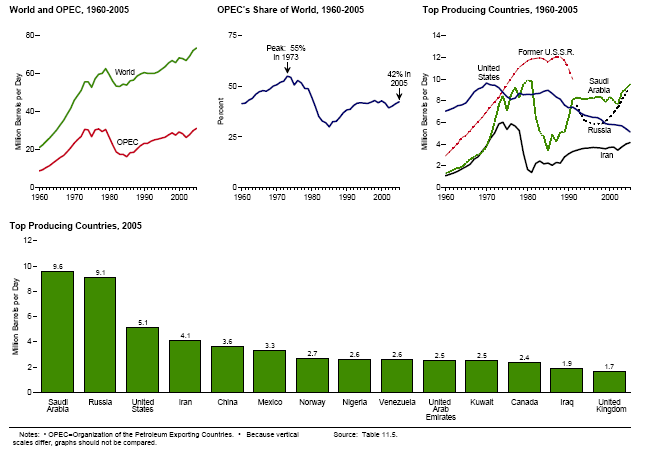 World and OPEC, 1960-2005
80
60
40
20
0
Million Barrels per Day
World
OPEC
1960 1970 1980 1990 2000
OPEC's Share of World, 1960-2005
75
50
25
0
Percent
Peak: 55%
in 1973
42% in
2005
1960 1970 1980 1990 2000
Top Producing Countries, 1960-2005
14
12
10
8
6
4
2
0
Million Barrels per Day
Former U.S.S.R.
United
States
Saudi
Arabia
Russia
Iran
1960 1970 1980 1990 2000
Top Producing Countries, 2005
12
10
8
6
4
2
0
Million Barrels per Day
9.6 9.1 5.1 4.1 3.6 3.3 2.7 2.6 2.6 2.5 2.5 2.4 1.9 1.7
Saudi Russia United Iran China Mexico Norway Nigeria Venezuela United Kuwait Canada Iraq United
Arabia States Arab Kingdom
Emirates
Notes: • OPEC=Organization of the Petroleum Exporting Countries. • Because vertical
scales differ, graphs should not be compared.
Source: Table 11.5.